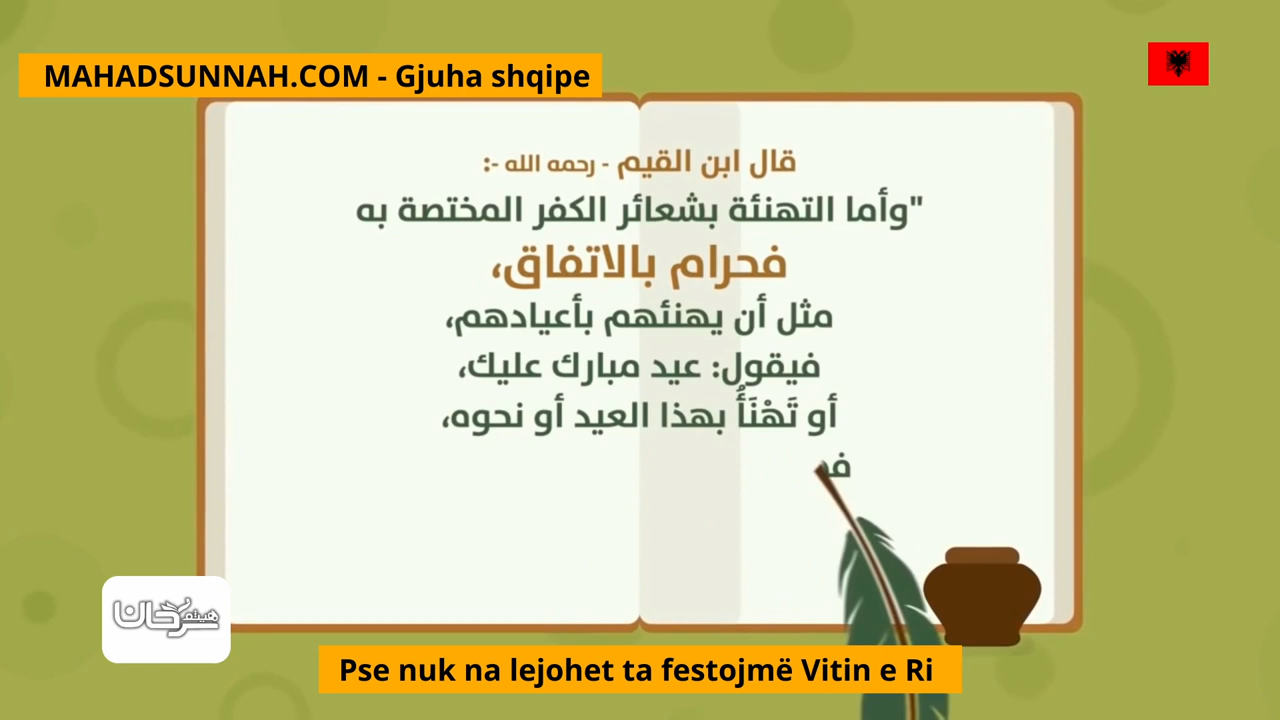 MAHADSUNNAH.COM - Gjuha shqipe
قال ابن القيم - رحمه الله -:
"وأما التهنئة بشعائر الكفر المختصة به
فحرام بالاتفاق،
مثل أن يهنئهم بأعيادهم،
فيقول: عيد مبارك عليك،
أو تَهْنَأُ بهذا العيد أو نحوه،
هيثم سرحان
Pse nuk na lejohet ta festojmë Vitin e Ri